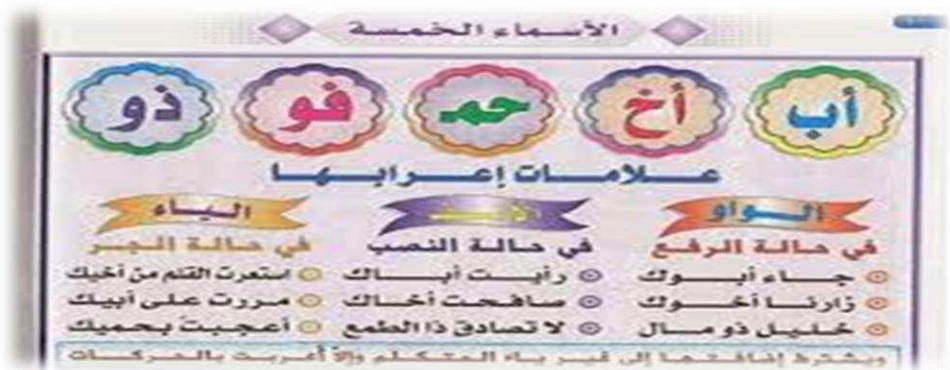 الأسماء الخمسة
أب أخ حم فو ذو
علامات إعرابها
الواو الألف الياء
في حالة الرفع في حالة النصب في حالة الجر
جاء أبوك رأيت أباك استعرت القلم من أخيك
زارنا أخوك صافحت أخاك مررت على أبيك
خليل ذو مال لا تصادق ذا الطمع أعجبت بحميك
ويشترط إضافتها إلى غير ياء المتكلم وإلا أعربت بالحركات